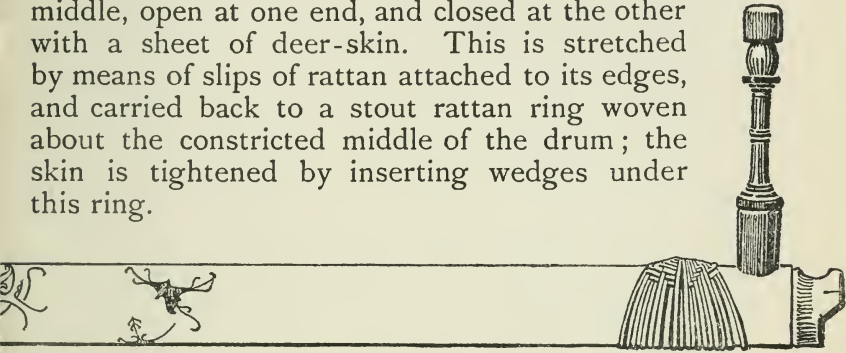 middle, open at one end, and closed at the other
with a sheet of deer-skin. This is stretched
by means of slips of rattan attached to its edges,
and carried back to a stout rattan ring woven
about the constricted middle of the drum; the
skin is tightened by inserting wedges under
this ring.